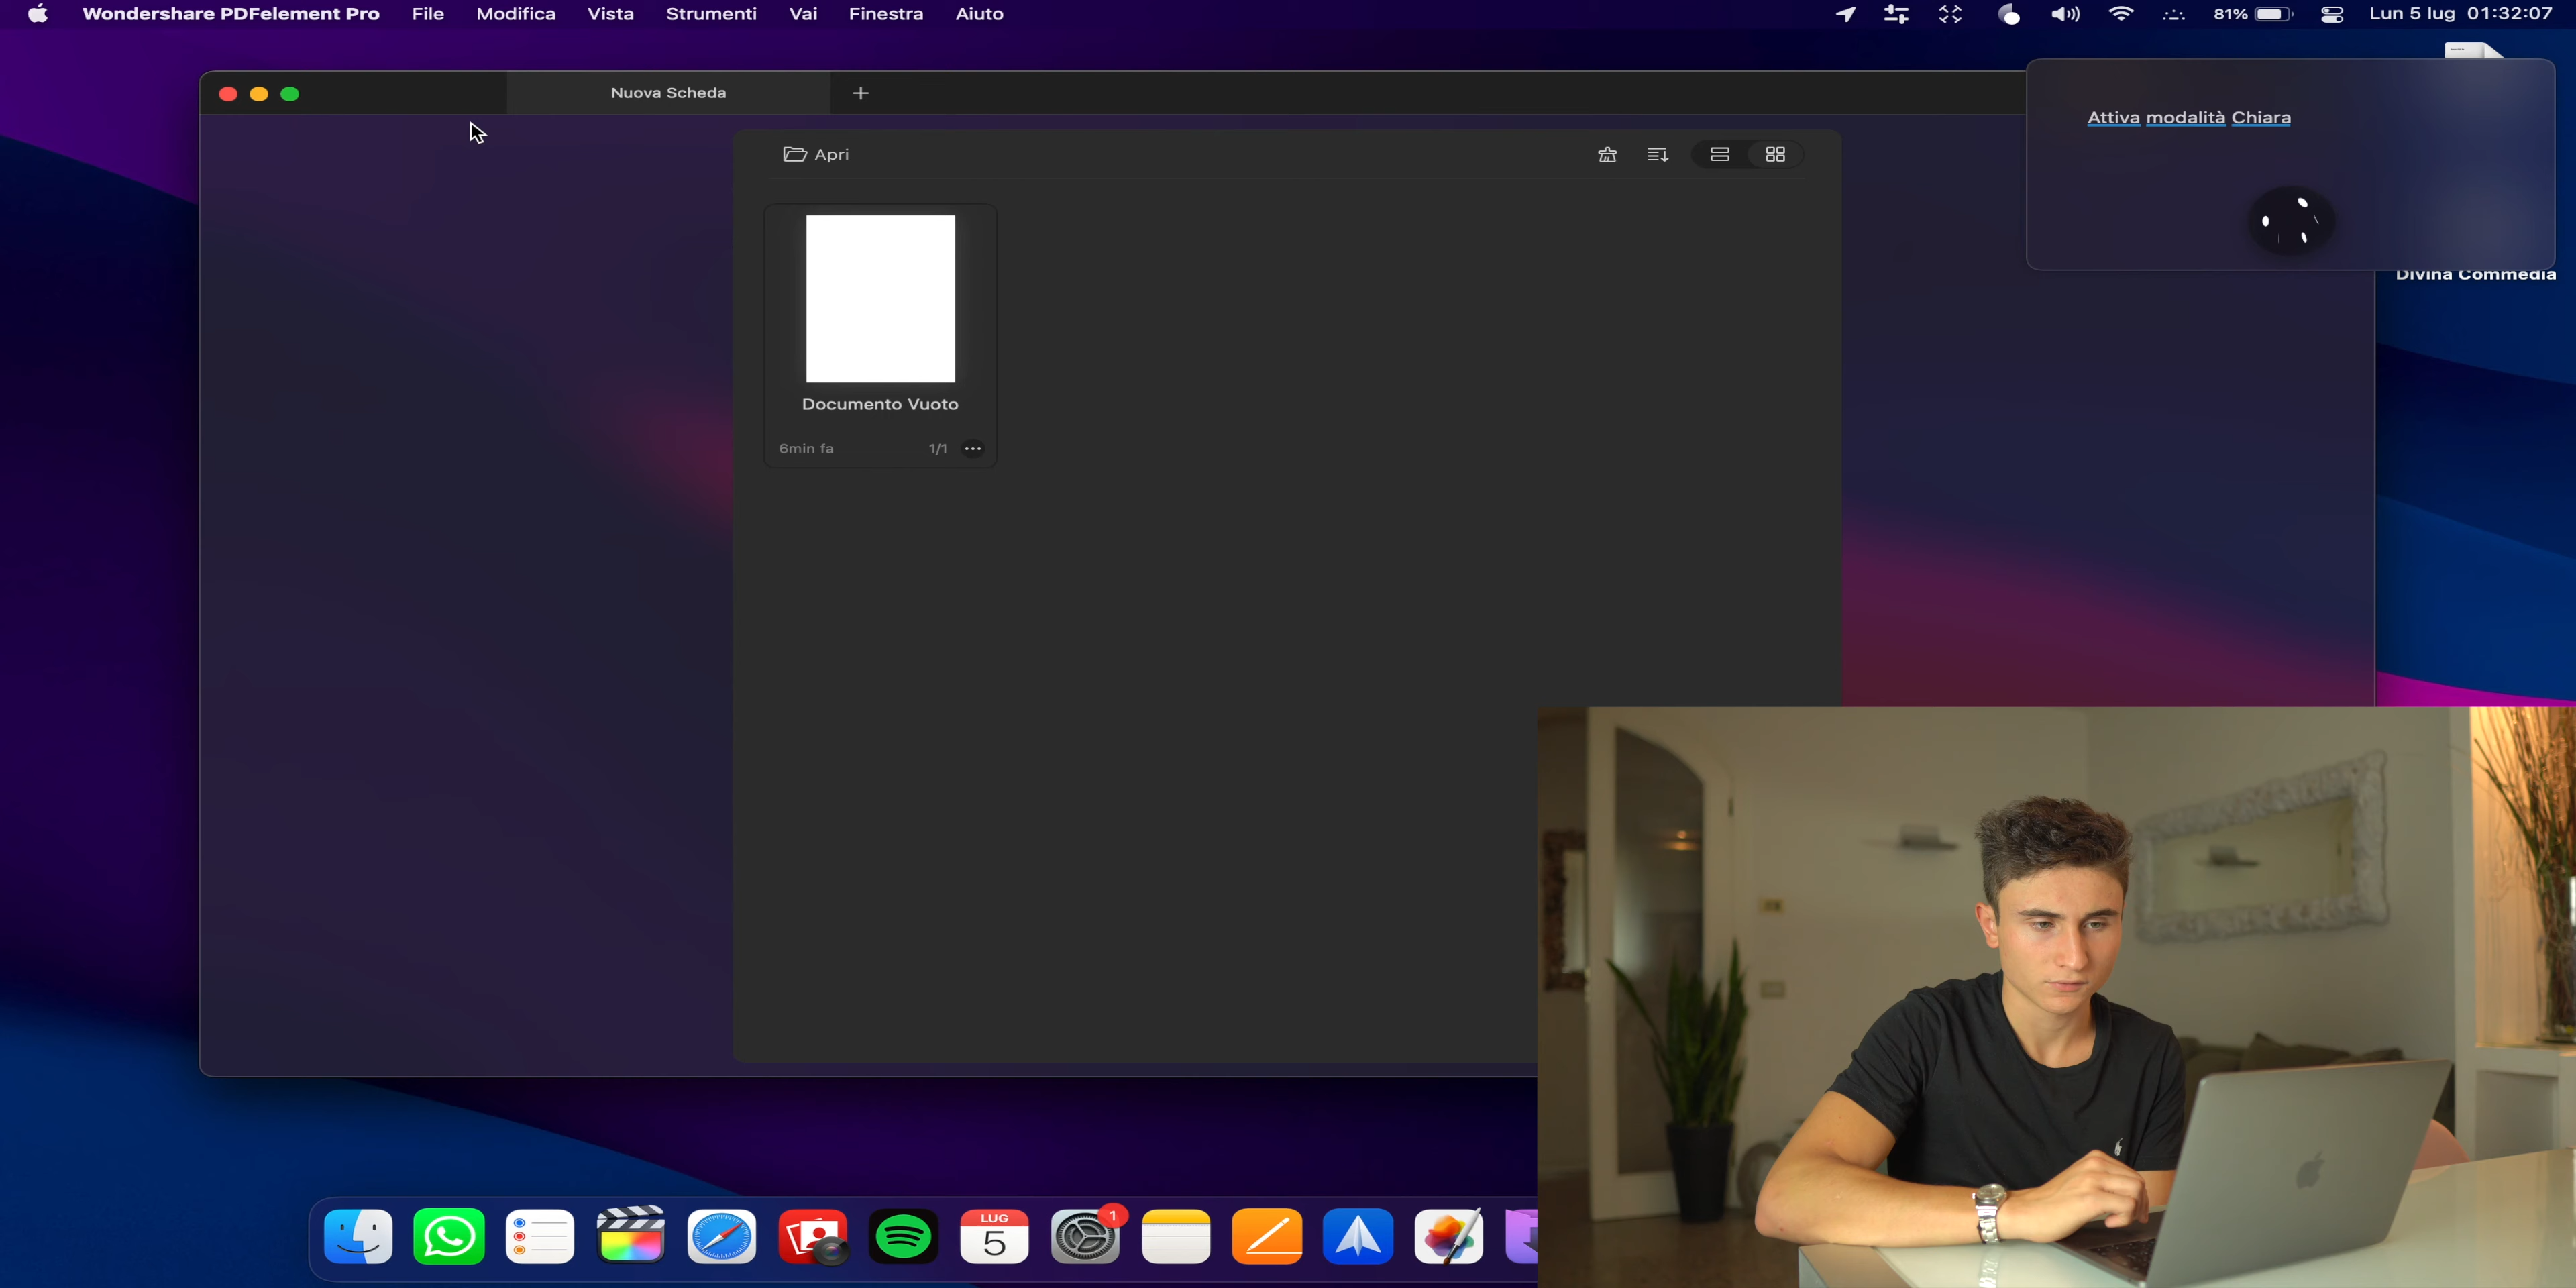 Wondershare PDFelement Pro File Modifica Vista Strumenti Vai Finestra Aiuto 81% Lun 5 lug 01:32:07
Nuova Scheda
Attiva modalità Chiara
Apri
Divina Commedia
Documento Vuoto
6min fa 1/1
LUG
5
1